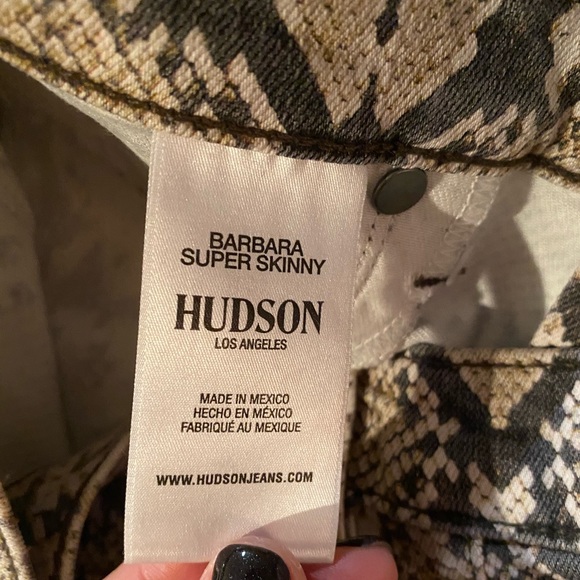 BARBARA
SUPER SKINNY
HUDSON
LOS ANGELES
MADE IN MEXICO
HECHO EN MÉXICO
FABRIQUÉ AU MEXIQUE
WWW.HUDSONJEANS.COM